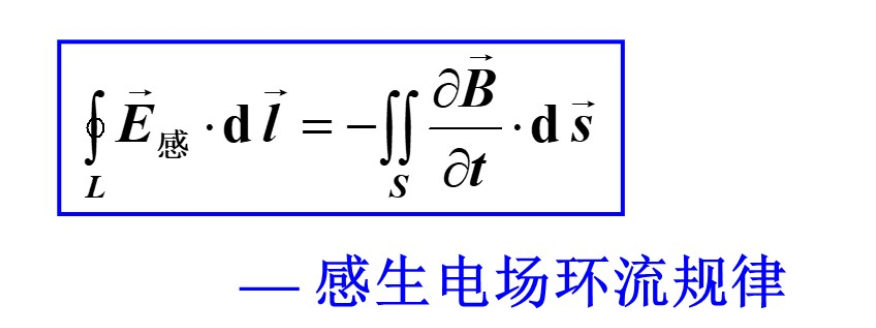 ∮_L E⃗_感 · d l⃗ = −∬_S ∂B⃗/∂t · d s⃗
— 感生电场环流规律